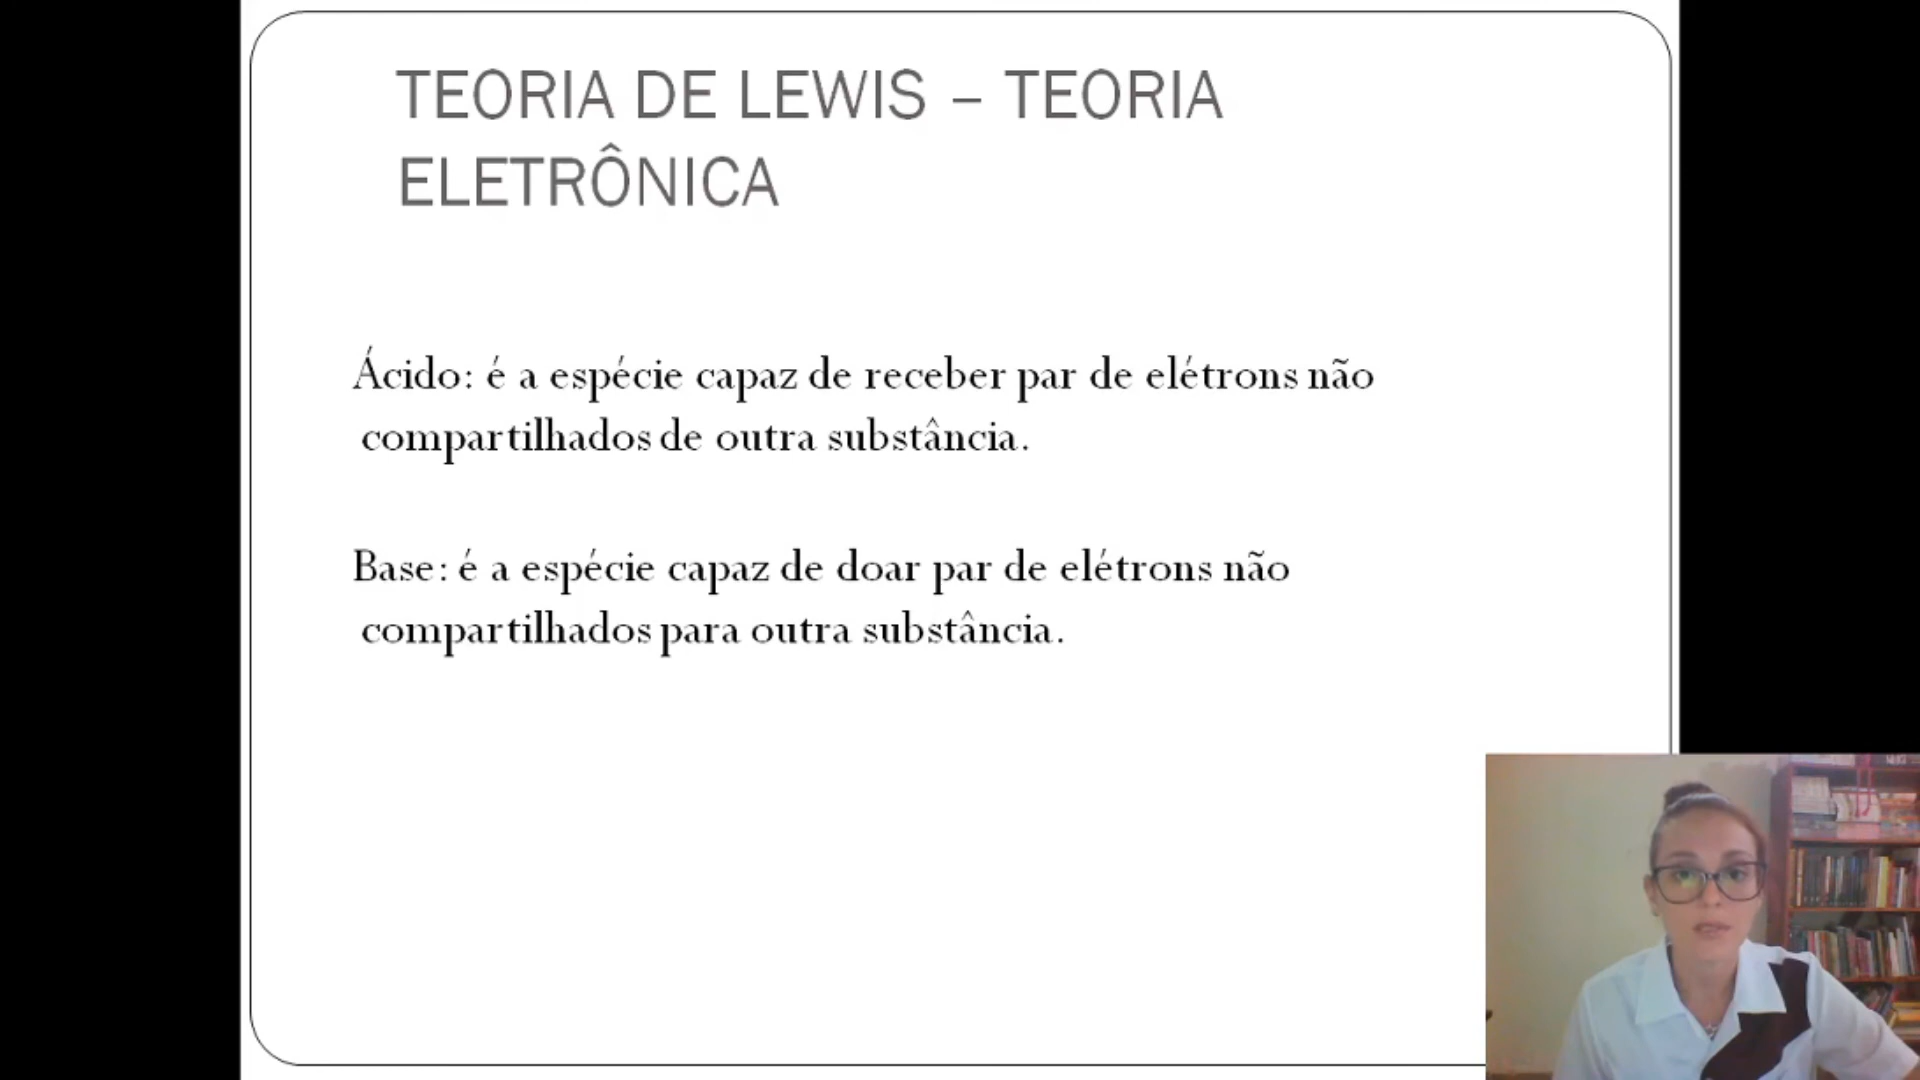 TEORIA DE LEWIS – TEORIA
ELETRÔNICA
Ácido: é a espécie capaz de receber par de elétrons não
compartilhados de outra substância.
Base: é a espécie capaz de doar par de elétrons não
compartilhados para outra substância.